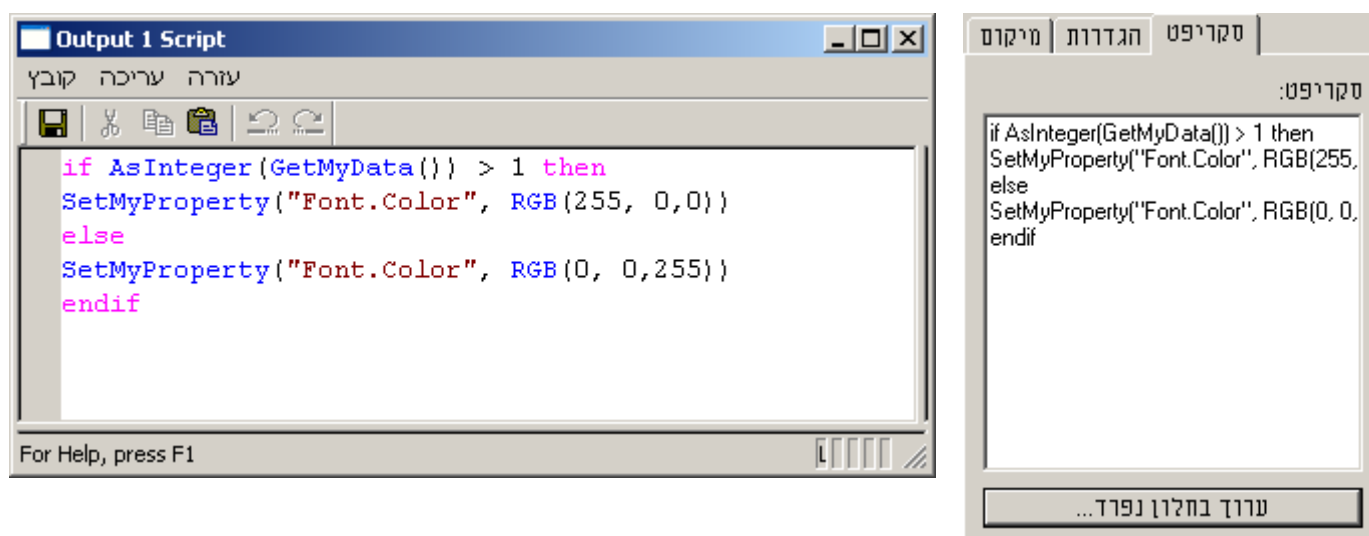 Output 1 Script
קובץ עריכה עזרה
if AsInteger(GetMyData()) > 1 then
SetMyProperty("Font.Color", RGB(255, 0,0))
else
SetMyProperty("Font.Color", RGB(0, 0,255))
endif
For Help, press F1
L
סקריפט הגדרות מיקום
סקריפט:
if AsInteger(GetMyData()) > 1 then
SetMyProperty("Font.Color", RGB(255,
else
SetMyProperty("Font.Color", RGB(0, 0,
endif
ערוך בחלון נפרד...